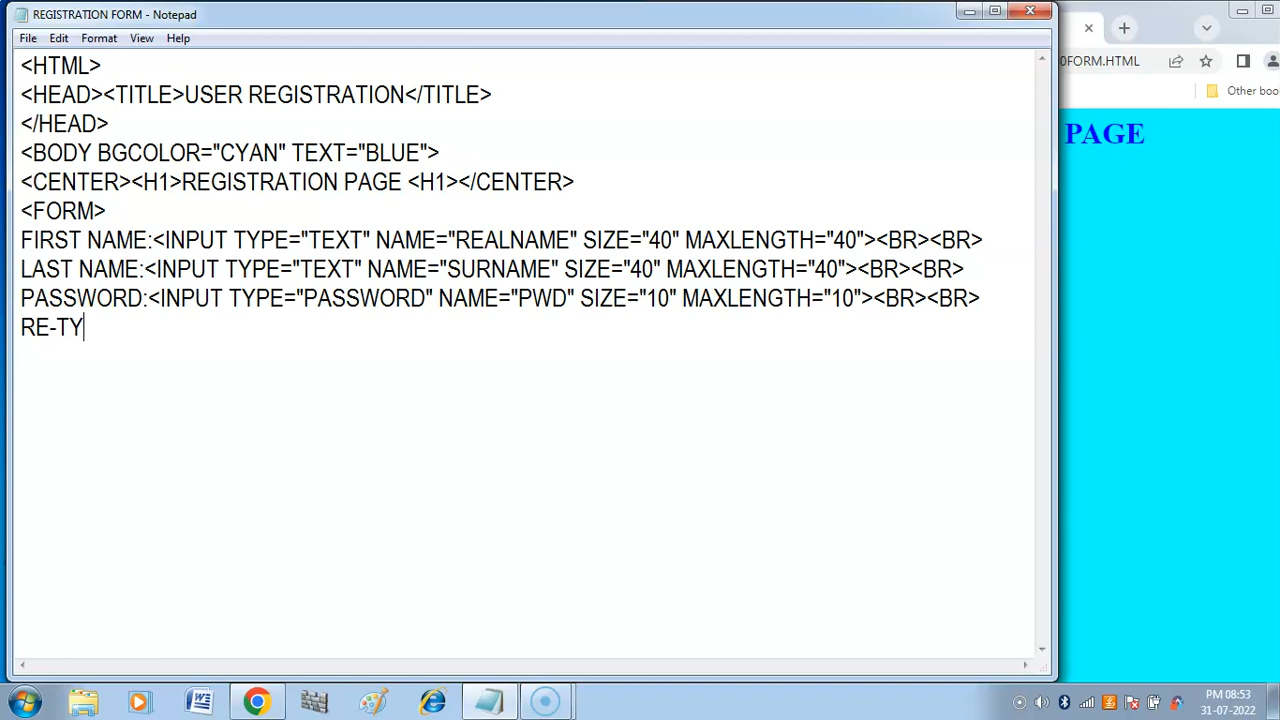 REGISTRATION FORM - Notepad
File Edit Format View Help
<HTML>
<HEAD><TITLE>USER REGISTRATION</TITLE>
</HEAD>
<BODY BGCOLOR="CYAN" TEXT="BLUE">
<CENTER><H1>REGISTRATION PAGE <H1></CENTER>
<FORM>
FIRST NAME:<INPUT TYPE="TEXT" NAME="REALNAME" SIZE="40" MAXLENGTH="40"><BR><BR>
LAST NAME:<INPUT TYPE="TEXT" NAME="SURNAME" SIZE="40" MAXLENGTH="40"><BR><BR>
PASSWORD:<INPUT TYPE="PASSWORD" NAME="PWD" SIZE="10" MAXLENGTH="10"><BR><BR>
RE-TY
0FORM.HTML
Other boo
PAGE
PM 08:53
31-07-2022